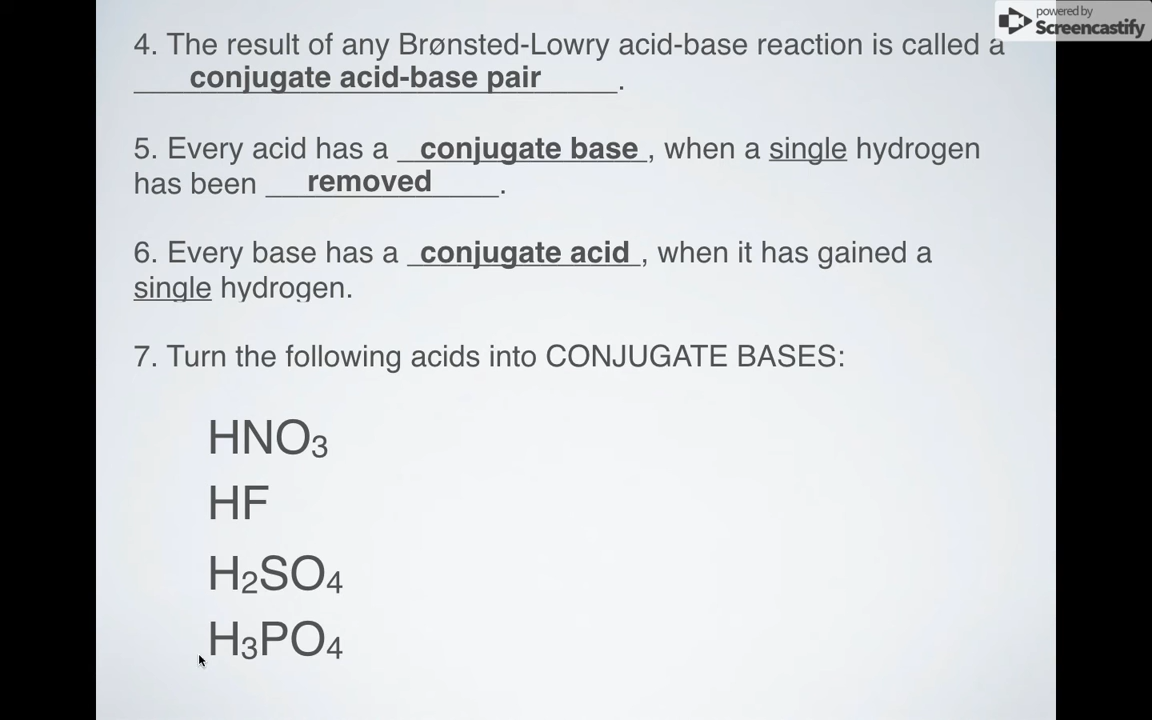 powered by
Screencastify
4. The result of any Brønsted-Lowry acid-base reaction is called a
conjugate acid-base pair.
5. Every acid has a conjugate base, when a single hydrogen
has been removed.
6. Every base has a conjugate acid, when it has gained a
single hydrogen.
7. Turn the following acids into CONJUGATE BASES:
HNO₃
HF
H₂SO₄
H₃PO₄